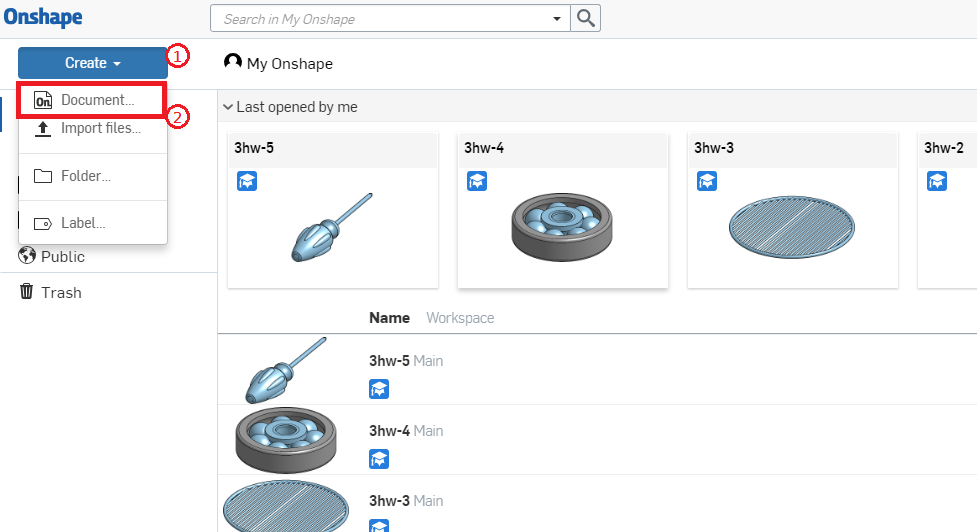 Onshape
Search in My Onshape
Create
1
My Onshape
Document...
2
Import files...
Folder...
Label...
Public
Trash
Last opened by me
3hw-5
3hw-4
3hw-3
3hw-2
Name Workspace
3hw-5 Main
3hw-4 Main
3hw-3 Main